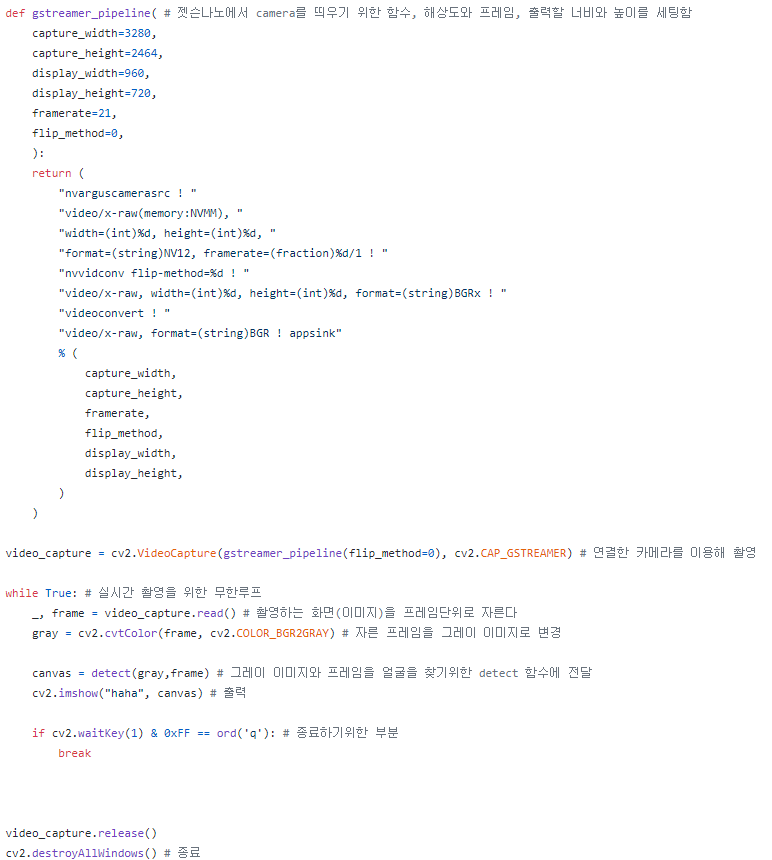 def gstreamer_pipeline( # 젯슨나노에서 camera를 띄우기 위한 함수, 해상도와 프레임, 출력할 너비와 높이를 세팅함
    capture_width=3280,
    capture_height=2464,
    display_width=960,
    display_height=720,
    framerate=21,
    flip_method=0,
    ):
    return (
        "nvarguscamerasrc ! "
        "video/x-raw(memory:NVMM), "
        "width=(int)%d, height=(int)%d, "
        "format=(string)NV12, framerate=(fraction)%d/1 ! "
        "nvvidconv flip-method=%d ! "
        "video/x-raw, width=(int)%d, height=(int)%d, format=(string)BGRx ! "
        "videoconvert ! "
        "video/x-raw, format=(string)BGR ! appsink"
        % (
            capture_width,
            capture_height,
            framerate,
            flip_method,
            display_width,
            display_height,
        )
    )
video_capture = cv2.VideoCapture(gstreamer_pipeline(flip_method=0), cv2.CAP_GSTREAMER) # 연결한 카메라를 이용해 촬영
while True: # 실시간 촬영을 위한 무한루프
    _, frame = video_capture.read() # 촬영하는 화면(이미지)을 프레임단위로 자른다
    gray = cv2.cvtColor(frame, cv2.COLOR_BGR2GRAY) # 자른 프레임을 그레이 이미지로 변경
    canvas = detect(gray,frame) # 그레이 이미지와 프레임을 얼굴을 찾기위한 detect 함수에 전달
    cv2.imshow("haha", canvas) # 출력
    if cv2.waitKey(1) & 0xFF == ord('q'): # 종료하기위한 부분
        break
video_capture.release()
cv2.destroyAllWindows() # 종료